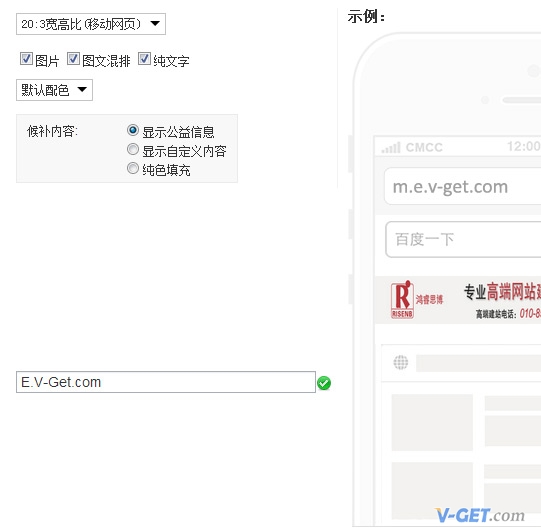 20:3宽高比(移动网页)
图片 图文混排 纯文字
默认配色
候补内容: 显示公益信息
显示自定义内容
纯色填充
E.V-Get.com
示例:
CMCC 12:00
m.e.v-get.com
百度一下
R 鸿睿思博 专业高端网站建
RISENB 高端建站电话: 010-8
V-GET.com